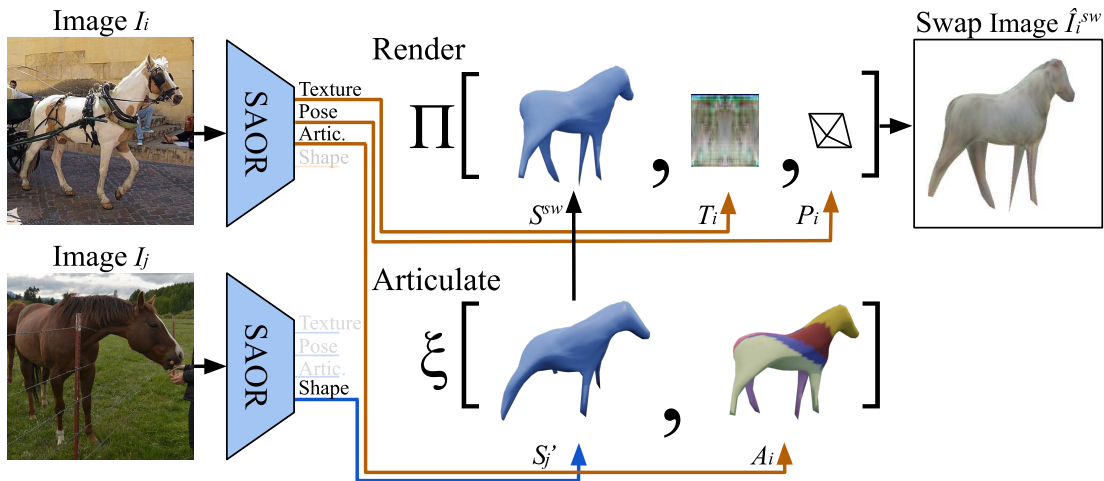 Image Iᵢ
SAOR
Texture
Pose
Artic.
Shape
Render
Π [ , , ]
Sˢʷ
Tᵢ
Pᵢ
Swap Image Îᵢˢʷ
Image Iⱼ
SAOR
Texture
Pose
Artic.
Shape
Articulate
ξ [ , ]
Sⱼ’
Aᵢ